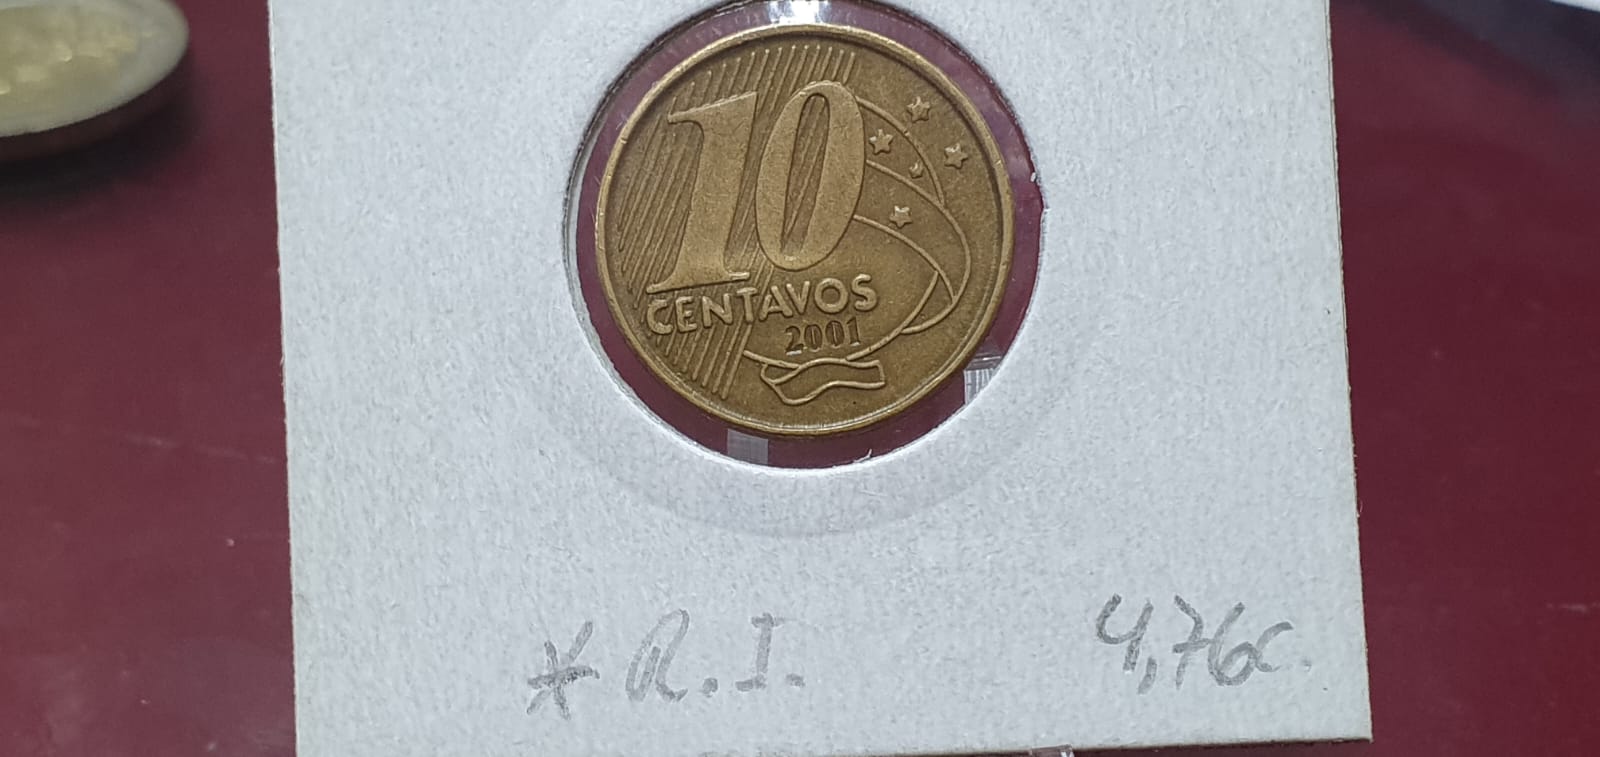 10
CENTAVOS
2001
* R.I. 4,76c.